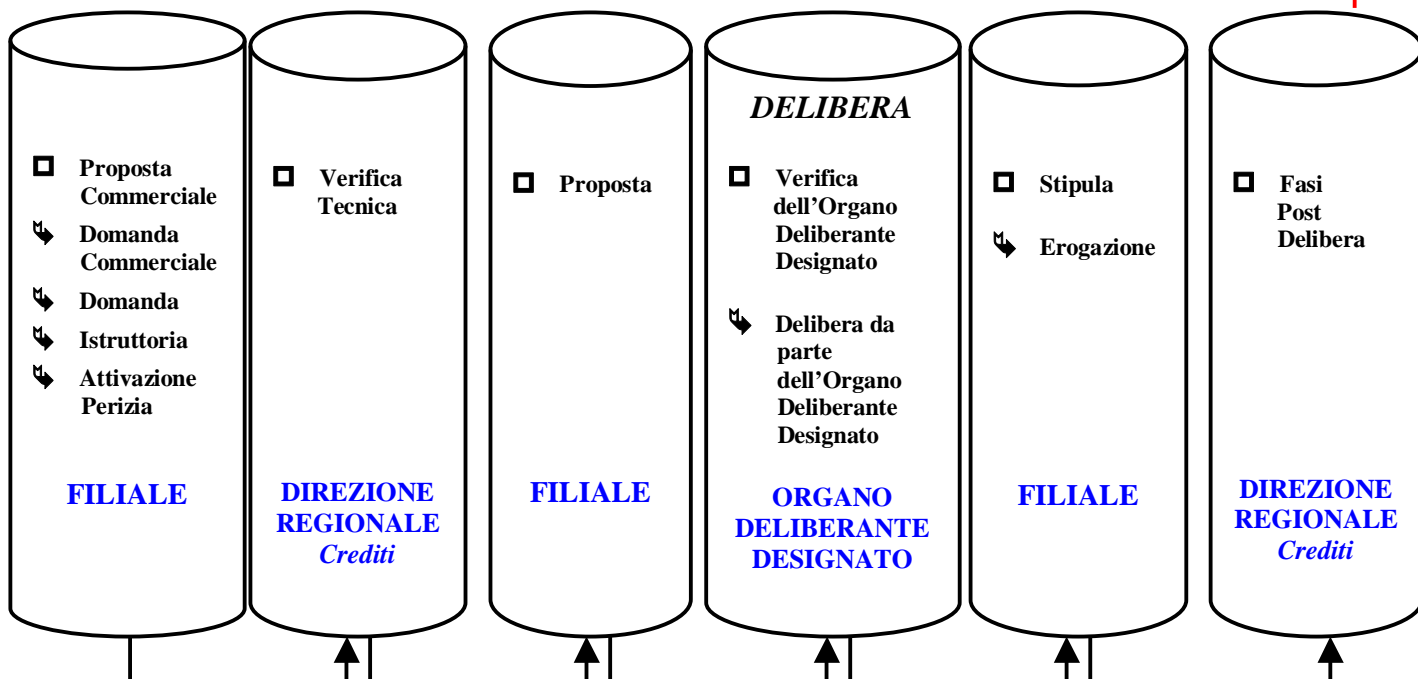 Proposta
Commerciale
Domanda
Commerciale
Domanda
Istruttoria
Attivazione
Perizia
FILIALE
Verifica
Tecnica
DIREZIONE
REGIONALE
Crediti
Proposta
FILIALE
DELIBERA
Verifica
dell’Organo
Deliberante
Designato
Delibera da
parte
dell’Organo
Deliberante
Designato
ORGANO
DELIBERANTE
DESIGNATO
Stipula
Erogazione
FILIALE
Fasi
Post
Delibera
DIREZIONE
REGIONALE
Crediti